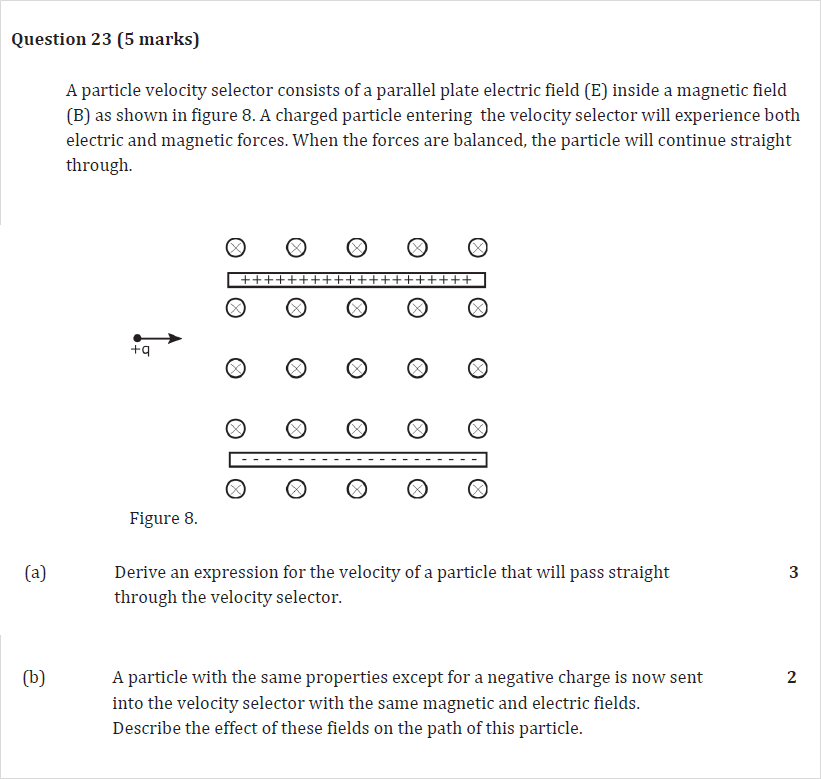 Question 23 (5 marks)
A particle velocity selector consists of a parallel plate electric field (E) inside a magnetic field
(B) as shown in figure 8. A charged particle entering the velocity selector will experience both
electric and magnetic forces. When the forces are balanced, the particle will continue straight
through.
++++++++++++++++++++
+q
- - - - - - - - - - - - - - - - - - - - -
Figure 8.
(a) Derive an expression for the velocity of a particle that will pass straight 3
through the velocity selector.
(b) A particle with the same properties except for a negative charge is now sent 2
into the velocity selector with the same magnetic and electric fields.
Describe the effect of these fields on the path of this particle.